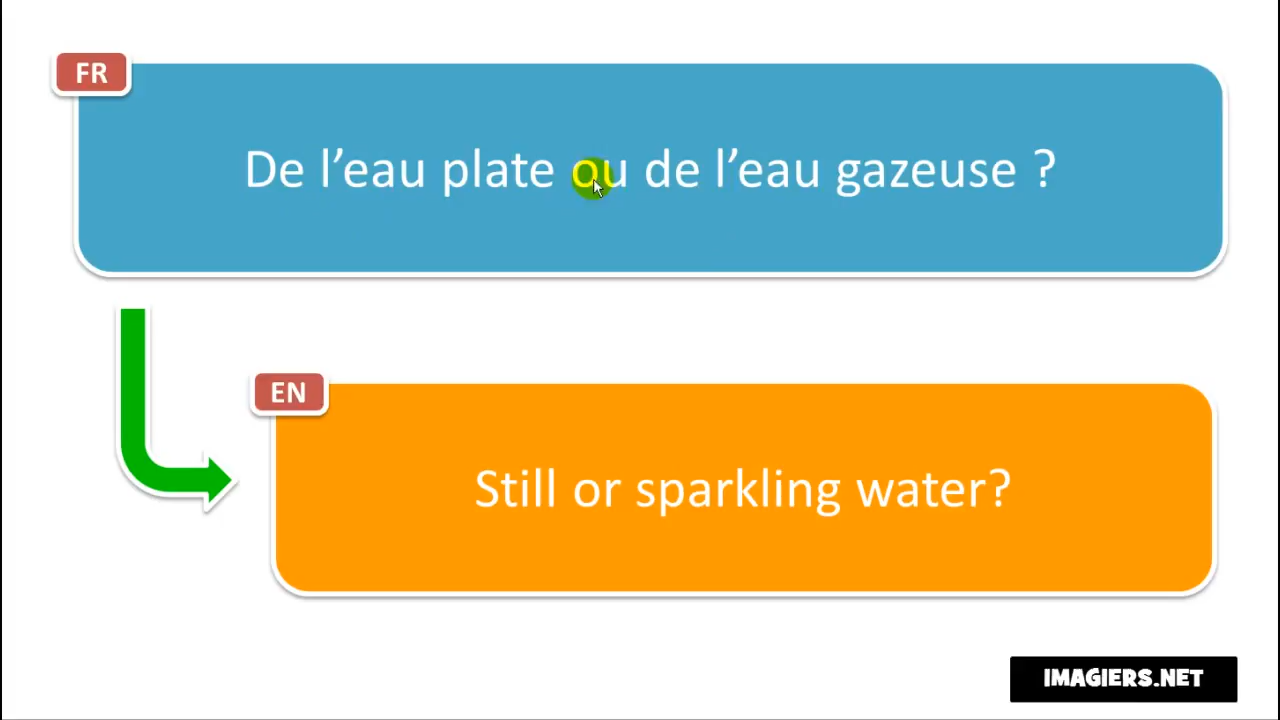 FR
De l’eau plate ou de l’eau gazeuse ?
EN
Still or sparkling water?
IMAGIERS.NET